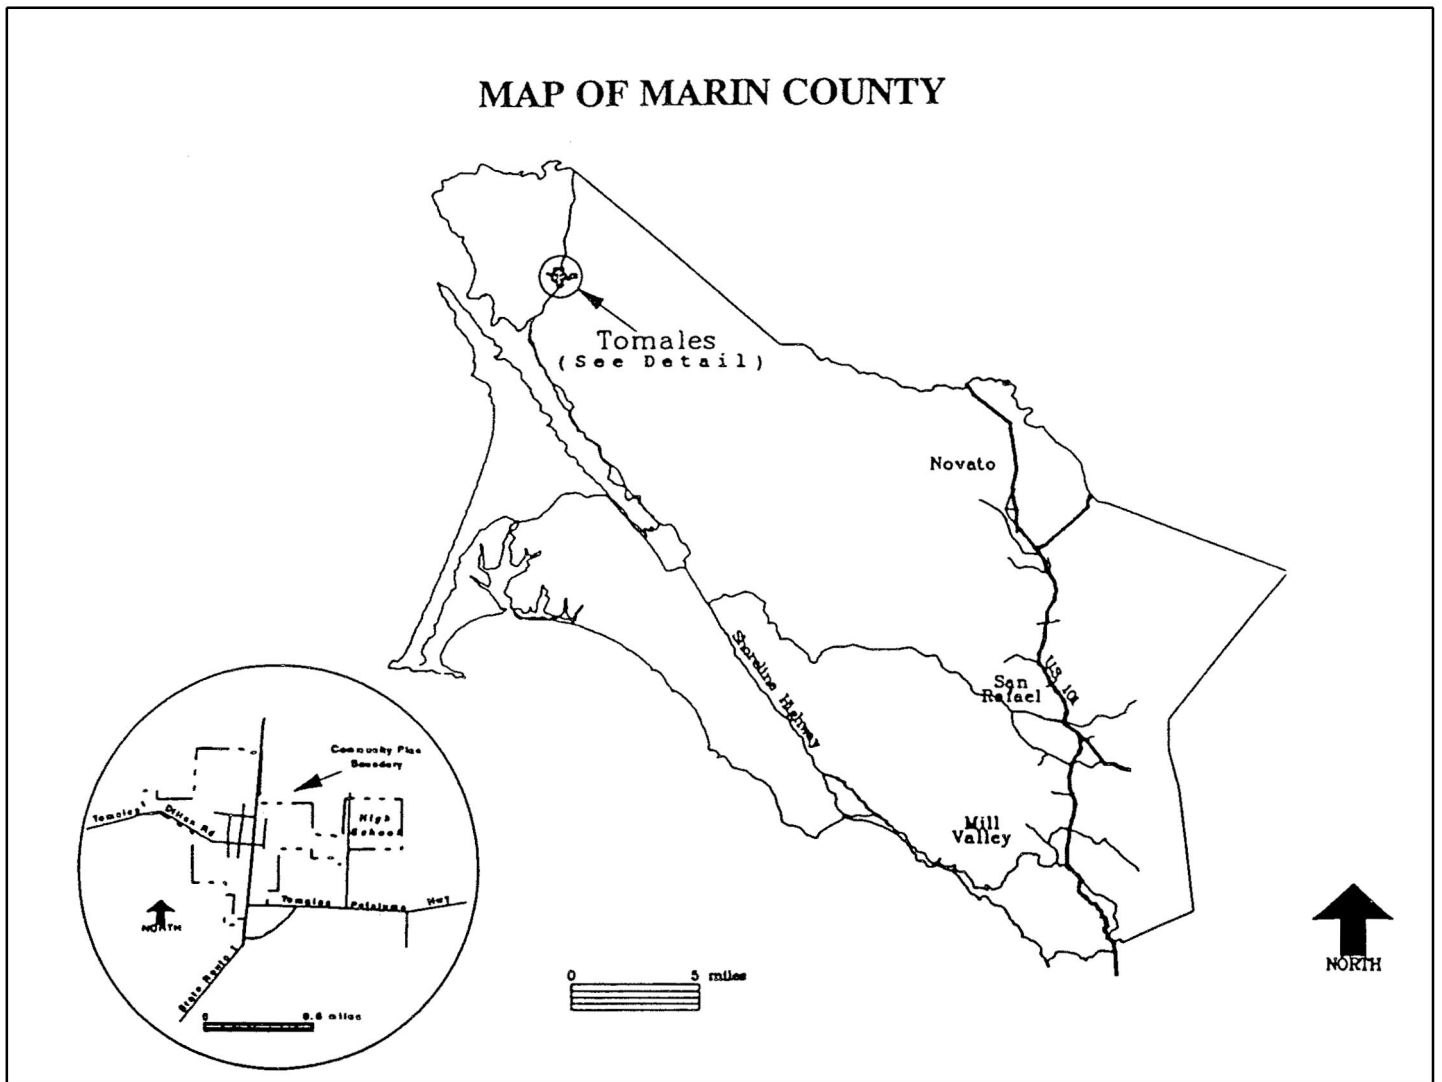 MAP OF MARIN COUNTY
Tomales
(See Detail)
Novato
Shoreline Highway
U.S. 101
San
Rafael
Mill
Valley
Community Plan
Boundary
High
School
Tomales
Dillon Rd
Tomales Petaluma Hwy
NORTH
State Route 1
0
0.5 miles
0 5 miles
NORTH